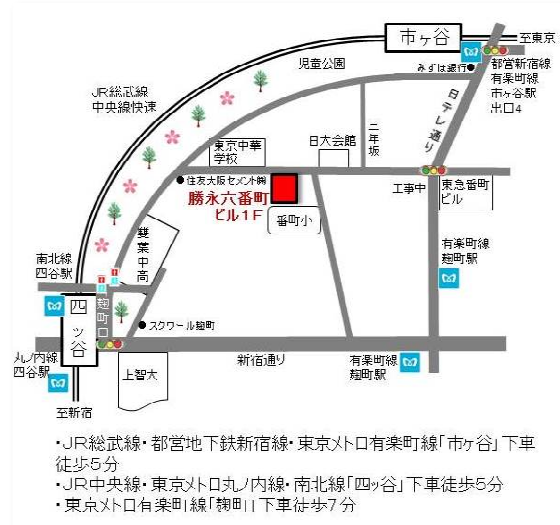 市ヶ谷
至東京
児童公園
みずほ銀行
都営新宿線
有楽町線
市ヶ谷駅
出口4
JR総武線
中央線快速
日テレ通り
二年坂
東京中華
学校
日大会館
住友大阪セメント㈱
勝永六番町
ビル1F
番町小
工事中
東急番町
ビル
雙葉中高
南北線
四谷駅
有楽町線
麹町駅
麹町口
四ッ谷
スクワール麹町
丸ノ内線
四谷駅
上智大
新宿通り
有楽町線
麹町駅
至新宿
・JR総武線・都営地下鉄新宿線・東京メトロ有楽町線「市ヶ谷」下車
徒歩5分
・JR中央線・東京メトロ丸ノ内線・南北線「四ッ谷」下車徒歩5分
・東京メトロ有楽町線「麹町」下車徒歩7分